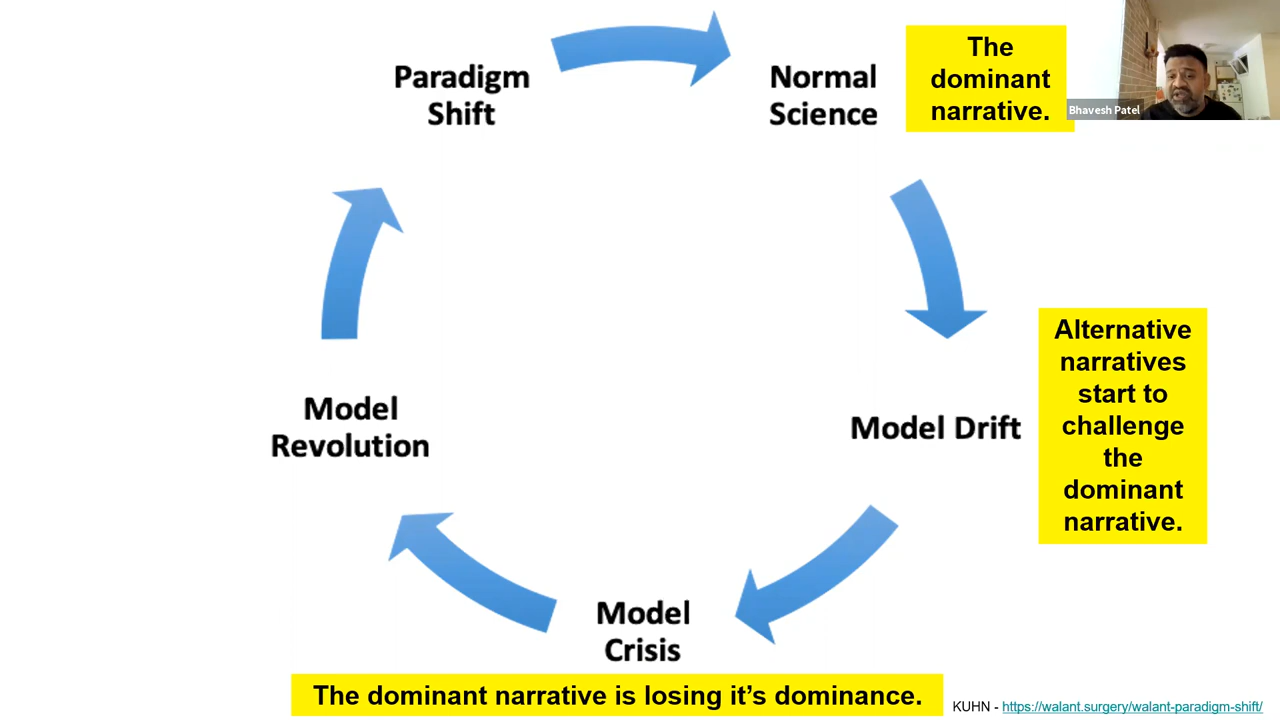 Paradigm
Shift
Normal
Science
The
dominant
narrative.
Bhavesh Patel
Alternative
narratives
start to
challenge
the
dominant
narrative.
Model Drift
Model
Revolution
Model
Crisis
The dominant narrative is losing it’s dominance.
KUHN - https://walant.surgery/walant-paradigm-shift/